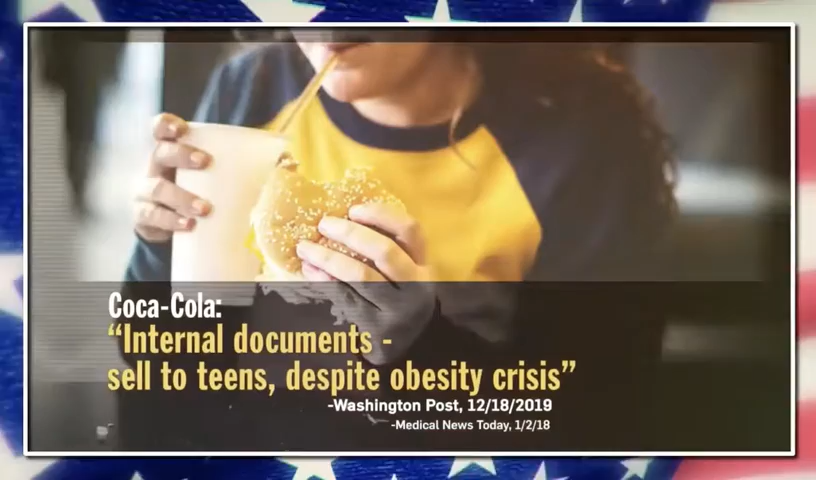 Coca-Cola:
“Internal documents -
sell to teens, despite obesity crisis”
-Washington Post, 12/18/2019
-Medical News Today, 1/2/18